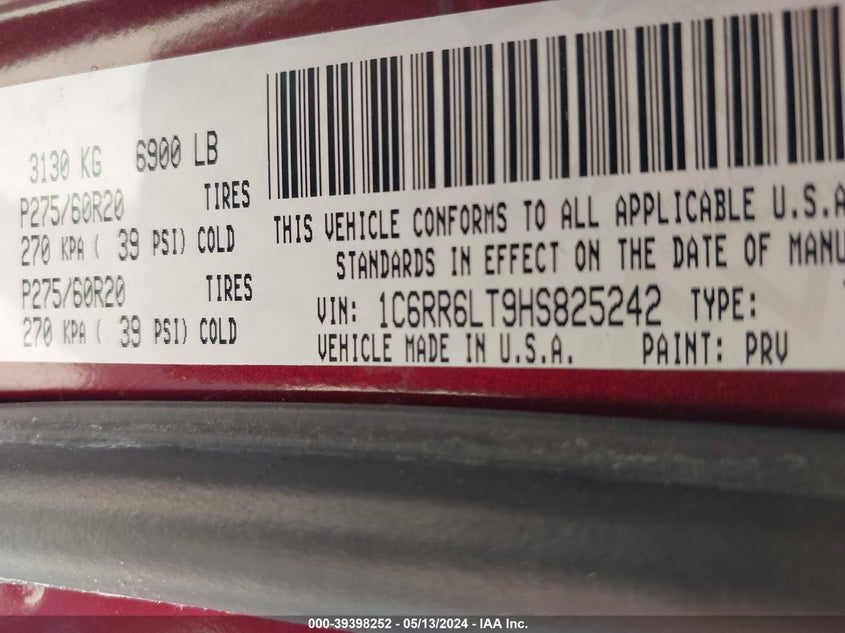 3130 KG 6900 LB
P275/60R20 TIRES
270 KPA ( 39 PSI) COLD
P275/60R20 TIRES
270 KPA ( 39 PSI) COLD
THIS VEHICLE CONFORMS TO ALL APPLICABLE U.S.A
STANDARDS IN EFFECT ON THE DATE OF MANU
VIN: 1C6RR6LT9HS825242 TYPE:
VEHICLE MADE IN U.S.A. PAINT: PRV
000-39398252 - 05/13/2024 - IAA Inc.